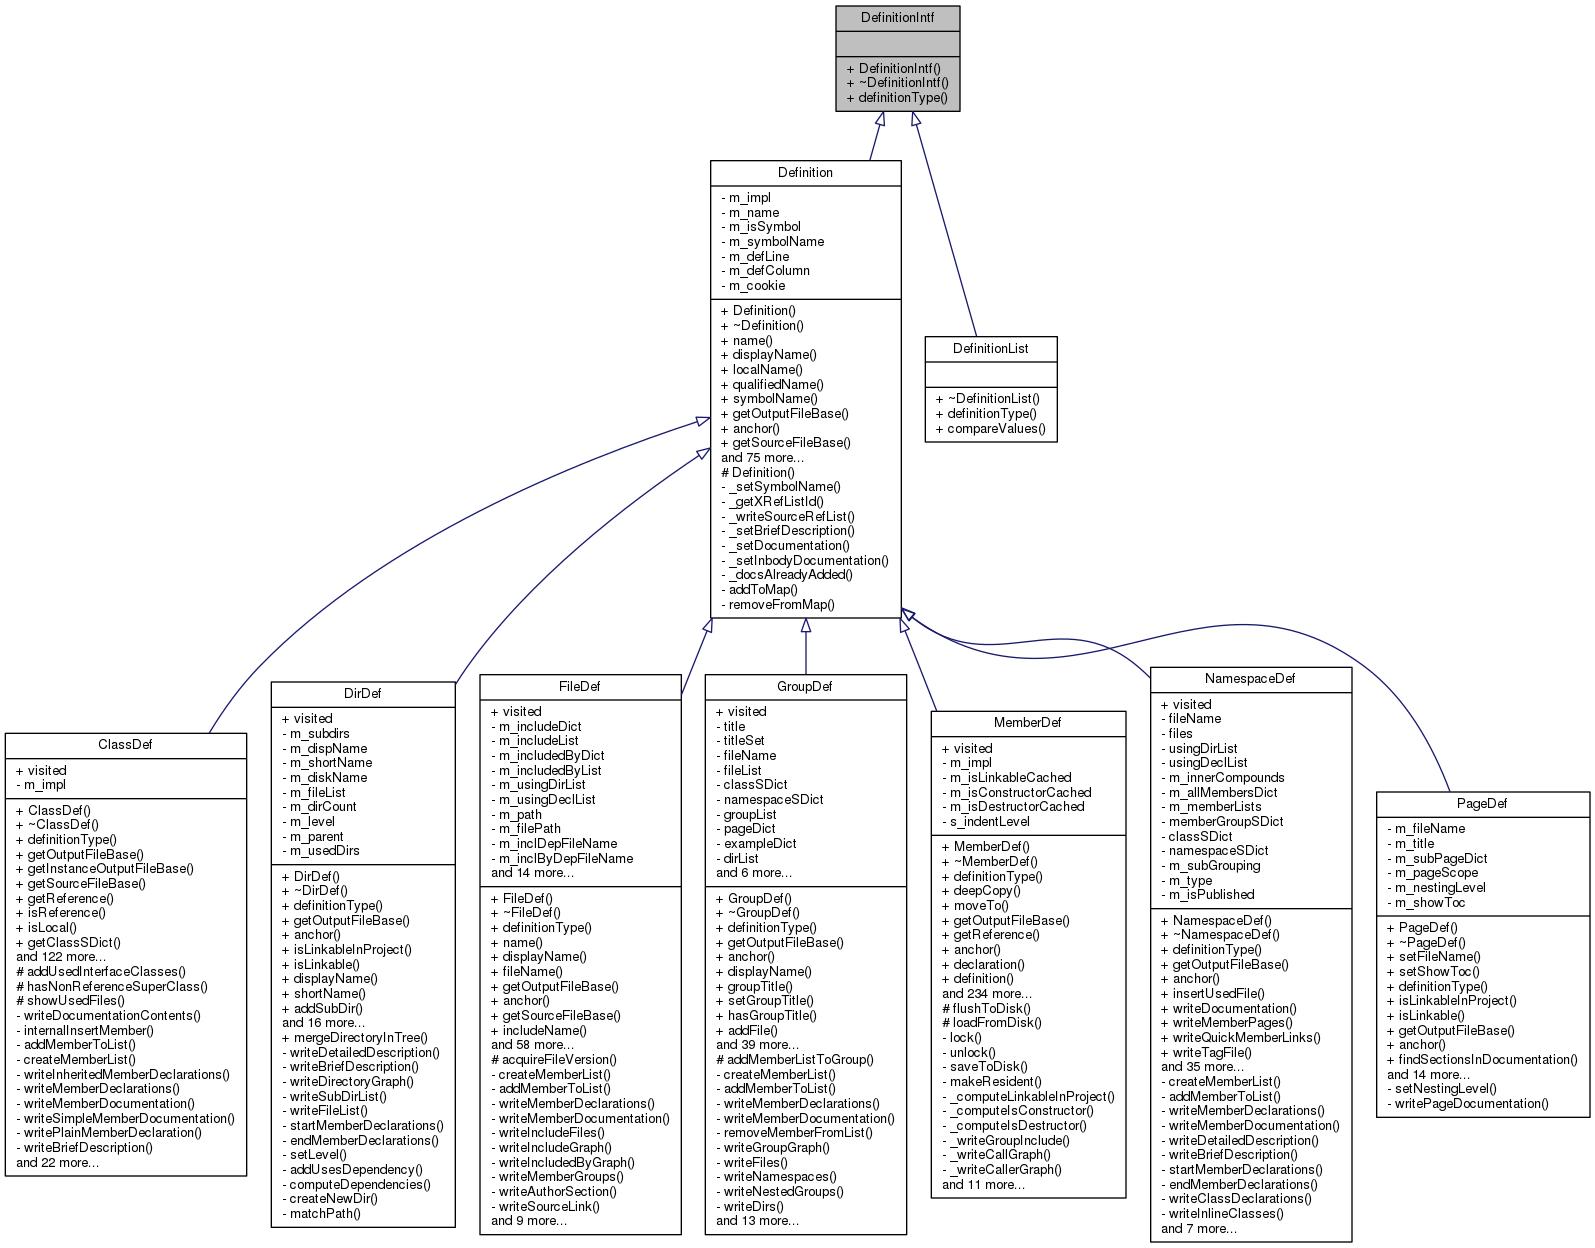 DefinitionIntf
+ DefinitionIntf()
+ ~DefinitionIntf()
+ definitionType()
Definition
- m_impl
- m_name
- m_isSymbol
- m_symbolName
- m_defLine
- m_defColumn
- m_cookie
+ Definition()
+ ~Definition()
+ name()
+ displayName()
+ localName()
+ qualifiedName()
+ symbolName()
+ getOutputFileBase()
+ anchor()
+ getSourceFileBase()
and 75 more...
# Definition()
- _setSymbolName()
- _getXRefListId()
- _writeSourceRefList()
- _setBriefDescription()
- _setDocumentation()
- _setInbodyDocumentation()
- _docsAlreadyAdded()
- addToMap()
- removeFromMap()
DefinitionList
+ ~DefinitionList()
+ definitionType()
+ compareValues()
ClassDef
+ visited
- m_impl
+ ClassDef()
+ ~ClassDef()
+ definitionType()
+ getOutputFileBase()
+ getInstanceOutputFileBase()
+ getSourceFileBase()
+ getReference()
+ isReference()
+ isLocal()
+ getClassSDict()
and 122 more...
# addUsedInterfaceClasses()
# hasNonReferenceSuperClass()
# showUsedFiles()
- writeDocumentationContents()
- internalInsertMember()
- addMemberToList()
- createMemberList()
- writeInheritedMemberDeclarations()
- writeMemberDeclarations()
- writeMemberDocumentation()
- writeSimpleMemberDocumentation()
- writePlainMemberDeclaration()
- writeBriefDescription()
and 22 more...
DirDef
+ visited
- m_subdirs
- m_dispName
- m_shortName
- m_diskName
- m_fileList
- m_dirCount
- m_level
- m_parent
- m_usedDirs
+ DirDef()
+ ~DirDef()
+ definitionType()
+ getOutputFileBase()
+ anchor()
+ isLinkableInProject()
+ isLinkable()
+ displayName()
+ shortName()
+ addSubDir()
and 16 more...
+ mergeDirectoryInTree()
- writeDetailedDescription()
- writeBriefDescription()
- writeDirectoryGraph()
- writeSubDirList()
- writeFileList()
- startMemberDeclarations()
- endMemberDeclarations()
- setLevel()
- addUsesDependency()
- computeDependencies()
- createNewDir()
- matchPath()
FileDef
+ visited
- m_includeDict
- m_includeList
- m_includedByDict
- m_includedByList
- m_usingDirList
- m_usingDeclList
- m_path
- m_filePath
- m_inclDepFileName
- m_inclByDepFileName
and 14 more...
+ FileDef()
+ ~FileDef()
+ definitionType()
+ name()
+ displayName()
+ fileName()
+ getOutputFileBase()
+ anchor()
+ getSourceFileBase()
+ includeName()
and 58 more...
# acquireFileVersion()
- createMemberList()
- addMemberToList()
- writeMemberDeclarations()
- writeMemberDocumentation()
- writeIncludeFiles()
- writeIncludeGraph()
- writeIncludedByGraph()
- writeMemberGroups()
- writeAuthorSection()
- writeSourceLink()
and 9 more...
GroupDef
+ visited
- title
- titleSet
- fileName
- fileList
- classSDict
- namespaceSDict
- groupList
- pageDict
- exampleDict
- dirList
and 6 more...
+ GroupDef()
+ ~GroupDef()
+ definitionType()
+ getOutputFileBase()
+ anchor()
+ displayName()
+ groupTitle()
+ setGroupTitle()
+ hasGroupTitle()
+ addFile()
and 39 more...
# addMemberListToGroup()
- createMemberList()
- addMemberToList()
- writeMemberDeclarations()
- writeMemberDocumentation()
- removeMemberFromList()
- writeGroupGraph()
- writeFiles()
- writeNamespaces()
- writeNestedGroups()
- writeDirs()
and 13 more...
MemberDef
+ visited
- m_impl
- m_isLinkableCached
- m_isConstructorCached
- m_isDestructorCached
- s_indentLevel
+ MemberDef()
+ ~MemberDef()
+ definitionType()
+ deepCopy()
+ moveTo()
+ getOutputFileBase()
+ getReference()
+ anchor()
+ declaration()
+ definition()
and 234 more...
# flushToDisk()
# loadFromDisk()
- lock()
- unlock()
- saveToDisk()
- makeResident()
- _computeLinkableInProject()
- _computeIsConstructor()
- _computeIsDestructor()
- _writeGroupInclude()
- _writeCallGraph()
- _writeCallerGraph()
and 11 more...
NamespaceDef
+ visited
- fileName
- files
- usingDirList
- usingDeclList
- m_innerCompounds
- m_allMembersDict
- m_memberLists
- memberGroupSDict
- classSDict
- namespaceSDict
- m_subGrouping
- m_type
- m_isPublished
+ NamespaceDef()
+ ~NamespaceDef()
+ definitionType()
+ getOutputFileBase()
+ anchor()
+ insertUsedFile()
+ writeDocumentation()
+ writeMemberPages()
+ writeQuickMemberLinks()
+ writeTagFile()
and 35 more...
- createMemberList()
- addMemberToList()
- writeMemberDeclarations()
- writeMemberDocumentation()
- writeDetailedDescription()
- writeBriefDescription()
- startMemberDeclarations()
- endMemberDeclarations()
- writeClassDeclarations()
- writeInlineClasses()
and 7 more...
PageDef
- m_fileName
- m_title
- m_subPageDict
- m_pageScope
- m_nestingLevel
- m_showToc
+ PageDef()
+ ~PageDef()
+ setFileName()
+ setShowToc()
+ definitionType()
+ isLinkableInProject()
+ isLinkable()
+ getOutputFileBase()
+ anchor()
+ findSectionsInDocumentation()
and 14 more...
- setNestingLevel()
- writePageDocumentation()